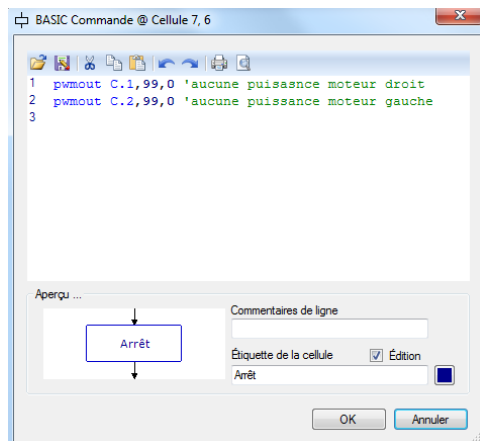 BASIC Commande @ Cellule 7, 6
1 pwmout C.1,99,0 'aucune puisasnce moteur droit
2 pwmout C.2,99,0 'aucune puissance moteur gauche
3
Aperçu ...
Arrêt
Commentaires de ligne
Étiquette de la cellule
Édition
Arrêt
OK
Annuler